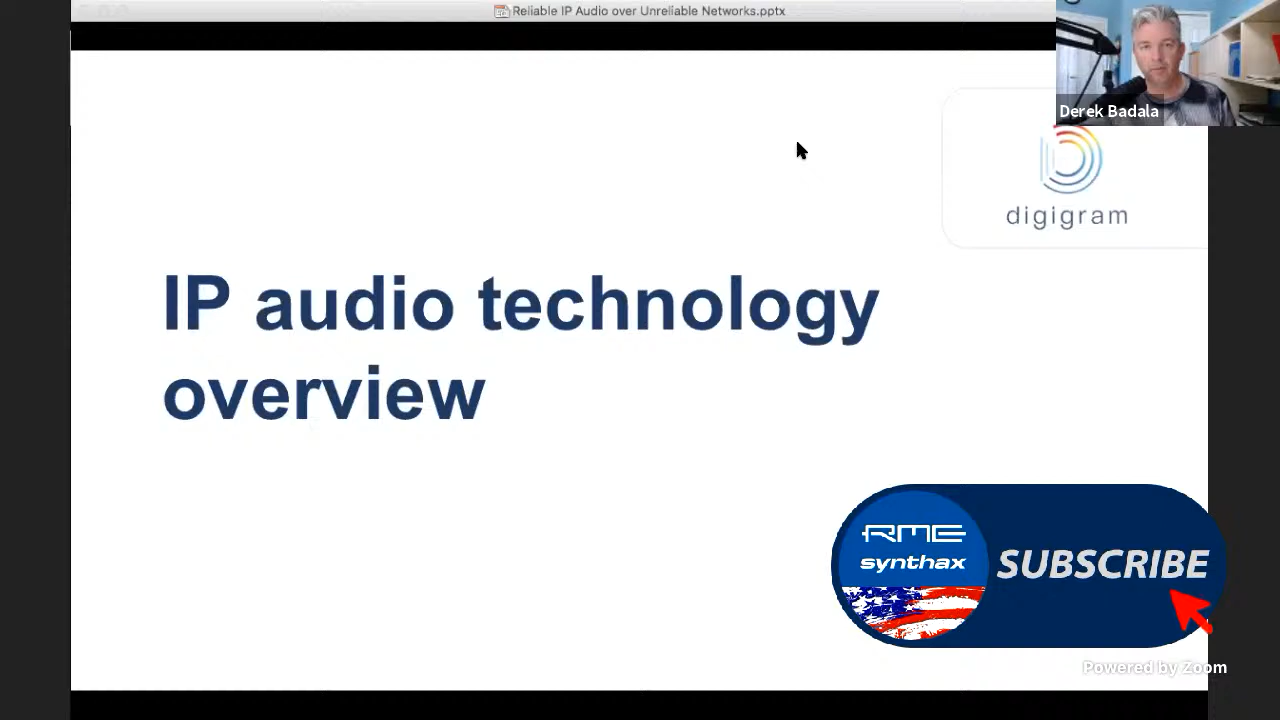 Reliable IP Audio over Unreliable Networks.pptx
Derek Badala
digigram
IP audio technology
overview
RME
synthax
SUBSCRIBE
Powered by Zoom